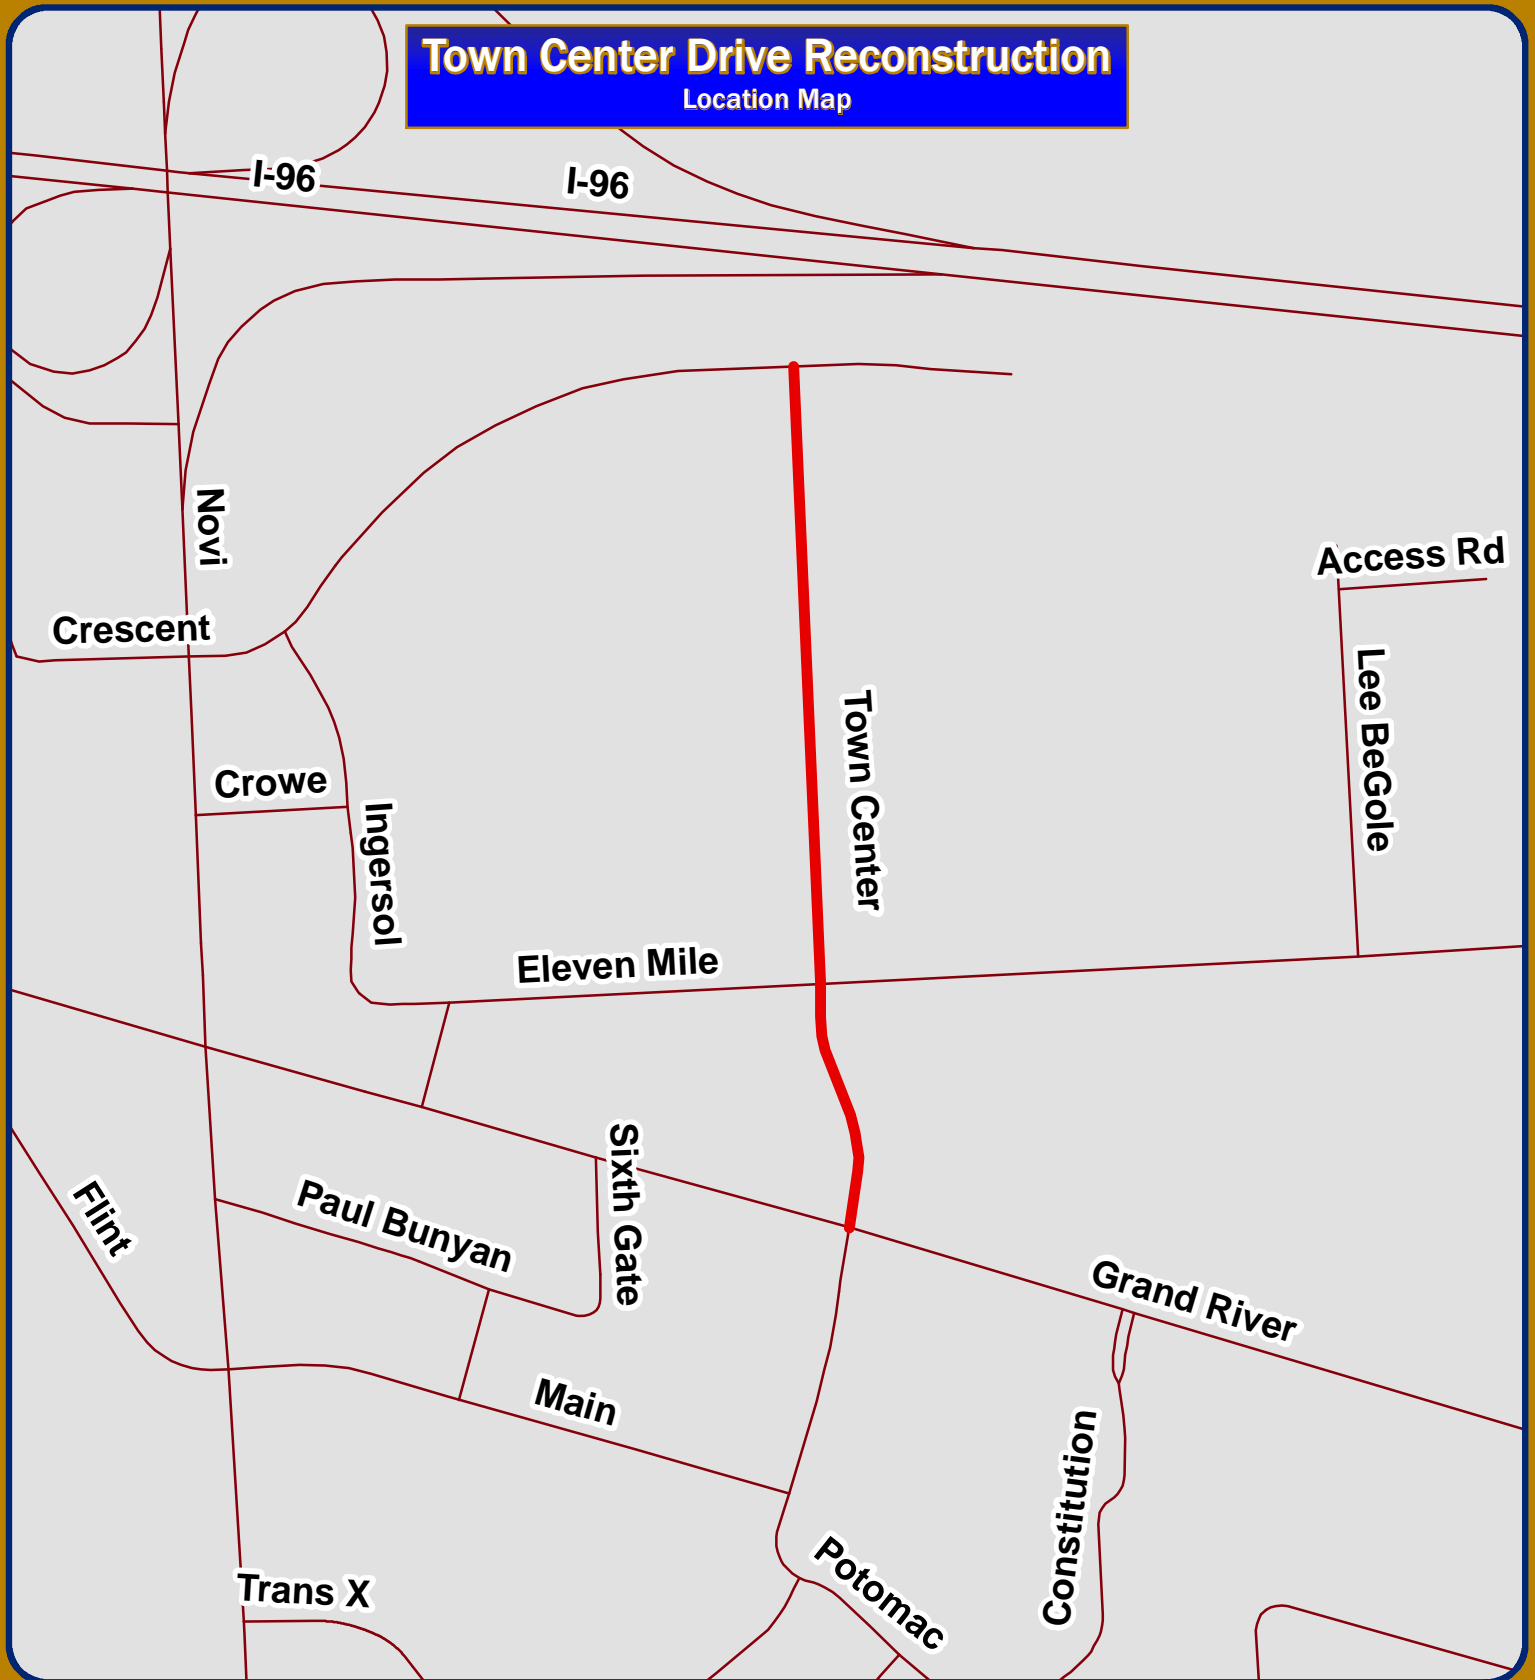 Town Center Drive Reconstruction
Location Map
I-96
I-96
Novi
Access Rd
Crescent
Lee BeGole
Town Center
Crowe
Ingersol
Eleven Mile
Sixth Gate
Flint
Paul Bunyan
Grand River
Main
Constitution
Potomac
Trans X